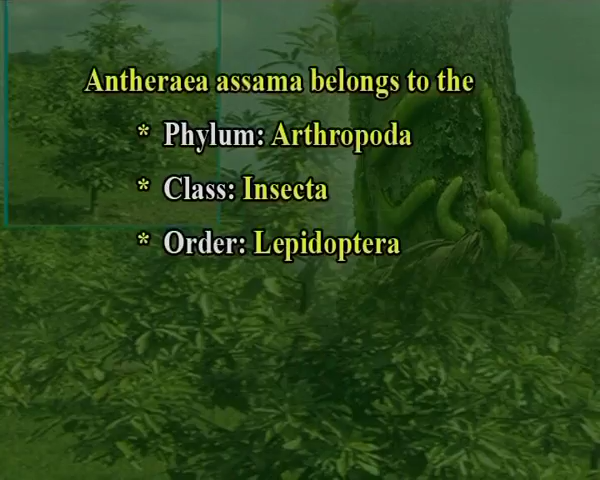 Antheraea assama belongs to the
* Phylum: Arthropoda
* Class: Insecta
* Order: Lepidoptera